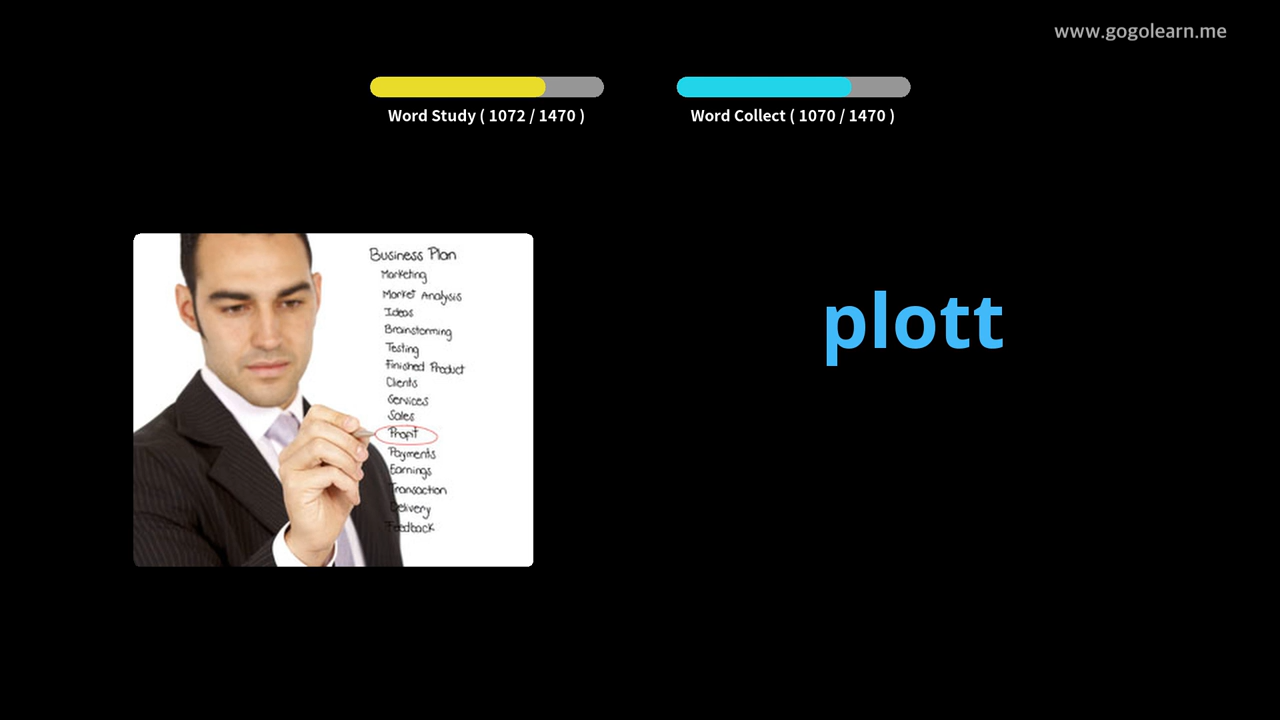 www.gogolearn.me
Word Study ( 1072 / 1470 )
Word Collect ( 1070 / 1470 )
Business Plan
Marketing
Market Analysis
Ideas
Brainstorming
Testing
Finished Product
Clients
Services
Sales
Profit
Payments
Earnings
Transaction
Delivery
Feedback
plott